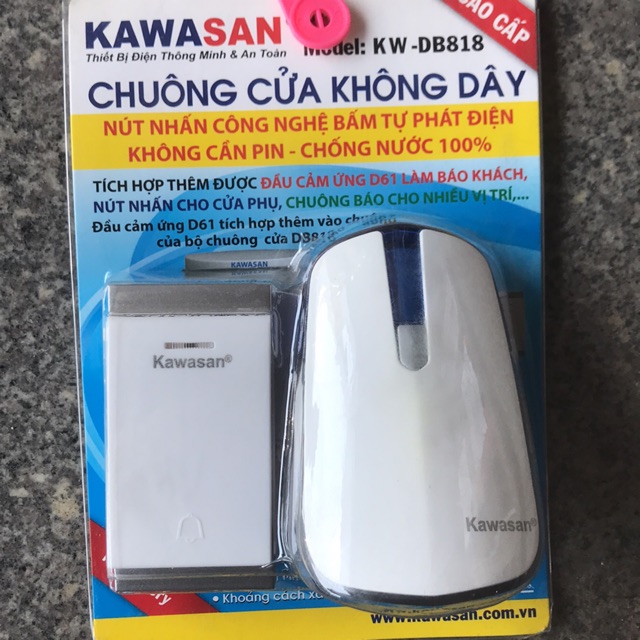 CAO CẤP
KAWASAN
Thiết Bị Điện Thông Minh & An Toàn
Model: KW-DB818
CHUÔNG CỬA KHÔNG DÂY
NÚT NHẤN CÔNG NGHỆ BẤM TỰ PHÁT ĐIỆN
KHÔNG CẦN PIN - CHỐNG NƯỚC 100%
TÍCH HỢP THÊM ĐƯỢC ĐẦU CẢM ỨNG D61 LÀM BÁO KHÁCH,
NÚT NHẤN CHO CỬA PHỤ, CHUÔNG BÁO CHO NHIỀU VỊ TRÍ,...
Đầu cảm ứng D61 tích hợp thêm vào chuông
của bộ chuông cửa DB818
KAWASAN
Kawasan®
Kawasan®
• Khoảng cách
www.kawasan.com.vn